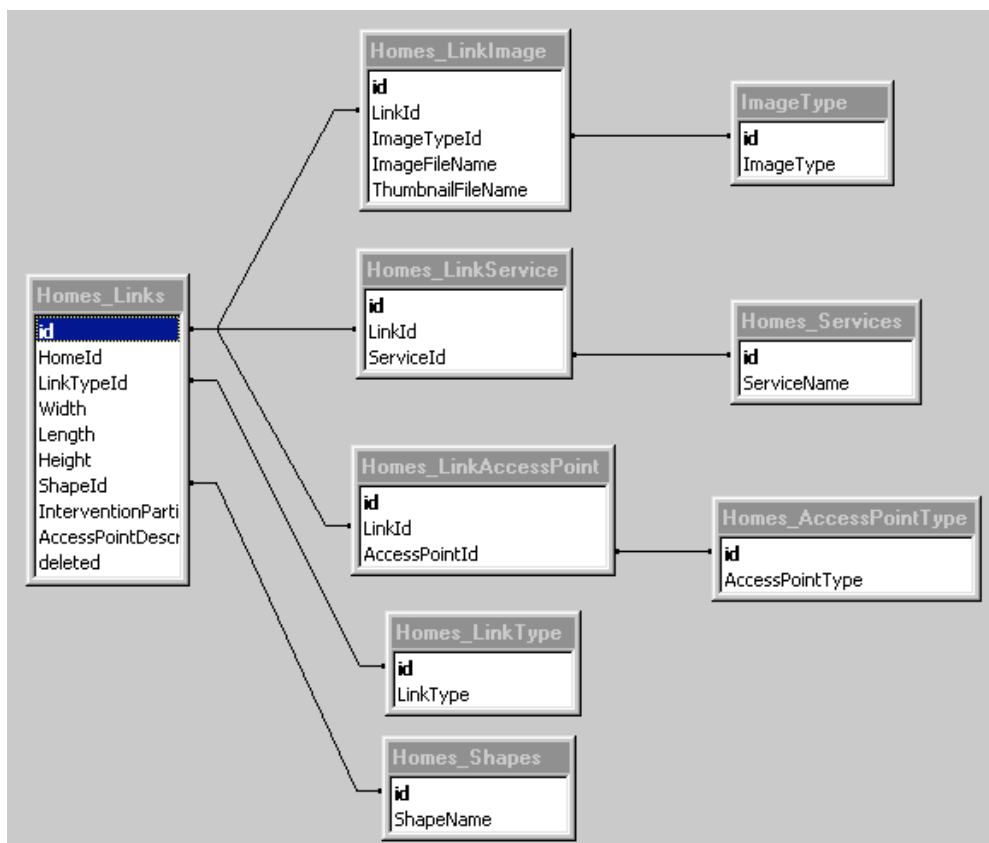 Homes_LinkImage
id
LinkId
ImageTypeId
ImageFileName
ThumbnailFileName
ImageType
id
ImageType
Homes_Links
id
HomeId
LinkTypeId
Width
Length
Height
ShapeId
InterventionParti
AccessPointDescr
deleted
Homes_LinkService
id
LinkId
ServiceId
Homes_Services
id
ServiceName
Homes_LinkAccessPoint
id
LinkId
AccessPointId
Homes_AccessPointType
id
AccessPointType
Homes_LinkType
id
LinkType
Homes_Shapes
id
ShapeName